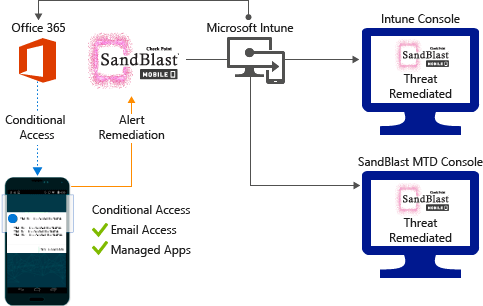 Office 365
Microsoft Intune
Intune Console
Check Point
SandBlast
MOBILE
Check Point
SandBlast
MOBILE
Threat
Remediated
Conditional
Access
Alert
Remediation
SandBlast MTD Console
Check Point
SandBlast
MOBILE
Threat
Remediated
Conditional Access
Email Access
Managed Apps